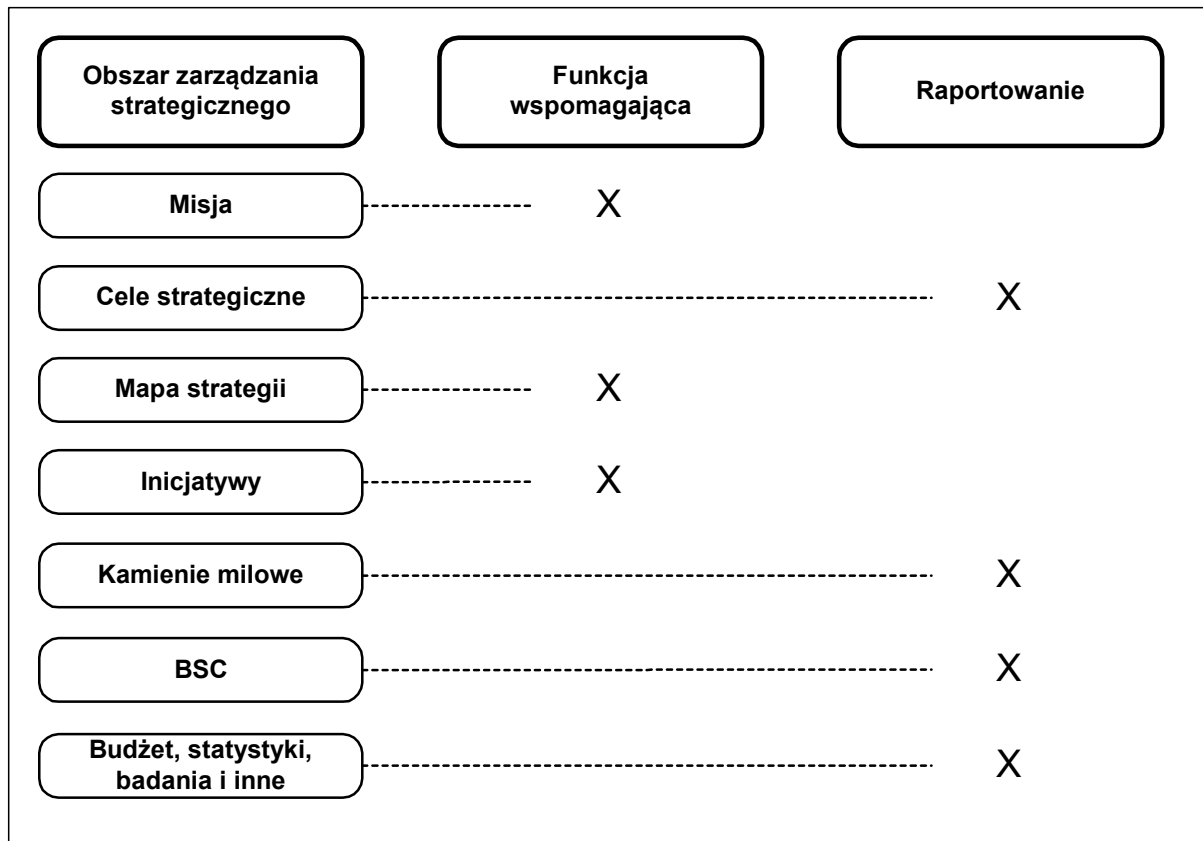 Obszar zarządzania
strategicznego
Funkcja
wspomagająca
Raportowanie
Misja
X
Cele strategiczne
X
Mapa strategii
X
Inicjatywy
X
Kamienie milowe
X
BSC
X
Budżet, statystyki,
badania i inne
X